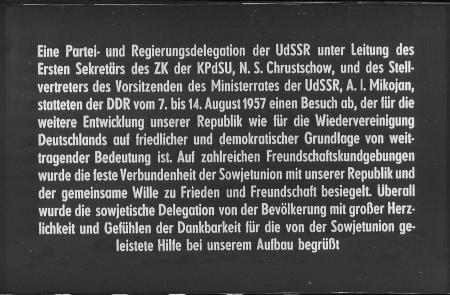 Eine Partei- und Regierungsdelegation der UdSSR unter Leitung des
Ersten Sekretärs des ZK der KPdSU, N. S. Chrustschow, und des Stell-
vertreters des Vorsitzenden des Ministerrates der UdSSR, A. I. Mikojan,
statteten der DDR vom 7. bis 14. August 1957 einen Besuch ab, der für die
weitere Entwicklung unserer Republik wie für die Wiedervereinigung
Deutschlands auf friedlicher und demokratischer Grundlage von weit-
tragender Bedeutung ist. Auf zahlreichen Freundschaftskundgebungen
wurde die feste Verbundenheit der Sowjetunion mit unserer Republik und
der gemeinsame Wille zu Frieden und Freundschaft besiegelt. Überall
wurde die sowjetische Delegation von der Bevölkerung mit großer Herz-
lichkeit und Gefühlen der Dankbarkeit für die von der Sowjetunion ge-
leistete Hilfe bei unserem Aufbau begrüßt